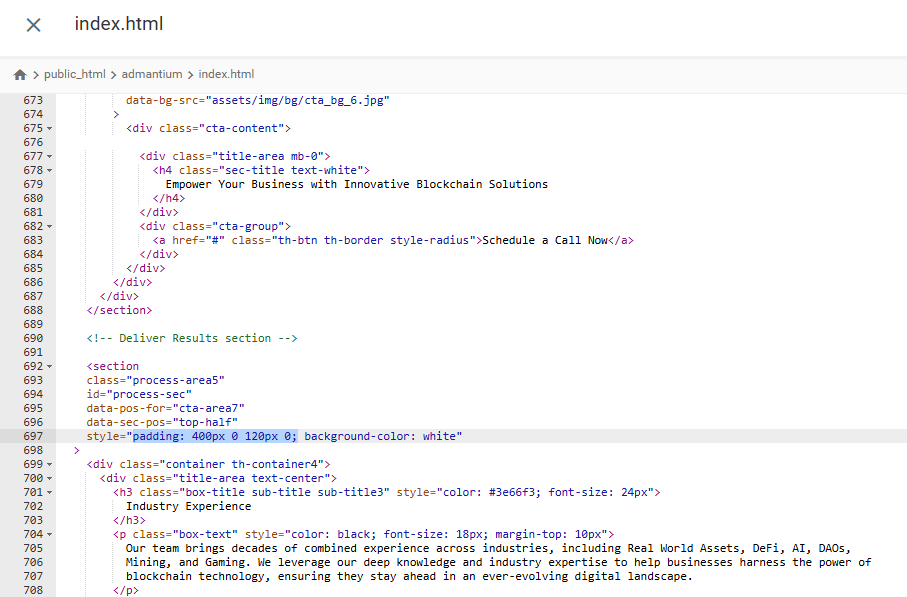 index.html
public_html > admantium > index.html
673 data-bg-src="assets/img/bg/cta_bg_6.jpg"
674 >
675 <div class="cta-content">
676
677 <div class="title-area mb-0">
678 <h4 class="sec-title text-white">
679 Empower Your Business with Innovative Blockchain Solutions
680 </h4>
681 </div>
682 <div class="cta-group">
683 <a href="#" class="th-btn th-border style-radius">Schedule a Call Now</a>
684 </div>
685 </div>
686 </div>
687 </div>
688 </section>
689
690 <!-- Deliver Results section -->
691
692 <section
693 class="process-area5"
694 id="process-sec"
695 data-pos-for="cta-area7"
696 data-sec-pos="top-half"
697 style="padding: 400px 0 120px 0; background-color: white"
698 >
699 <div class="container th-container4">
700 <div class="title-area text-center">
701 <h3 class="box-title sub-title sub-title3" style="color: #3e66f3; font-size: 24px">
702 Industry Experience
703 </h3>
704 <p class="box-text" style="color: black; font-size: 18px; margin-top: 10px">
705 Our team brings decades of combined experience across industries, including Real World Assets, DeFi, AI, DAOs,
706 Mining, and Gaming. We leverage our deep knowledge and industry expertise to help businesses harness the power of
707 blockchain technology, ensuring they stay ahead in an ever-evolving digital landscape.
708 </p>